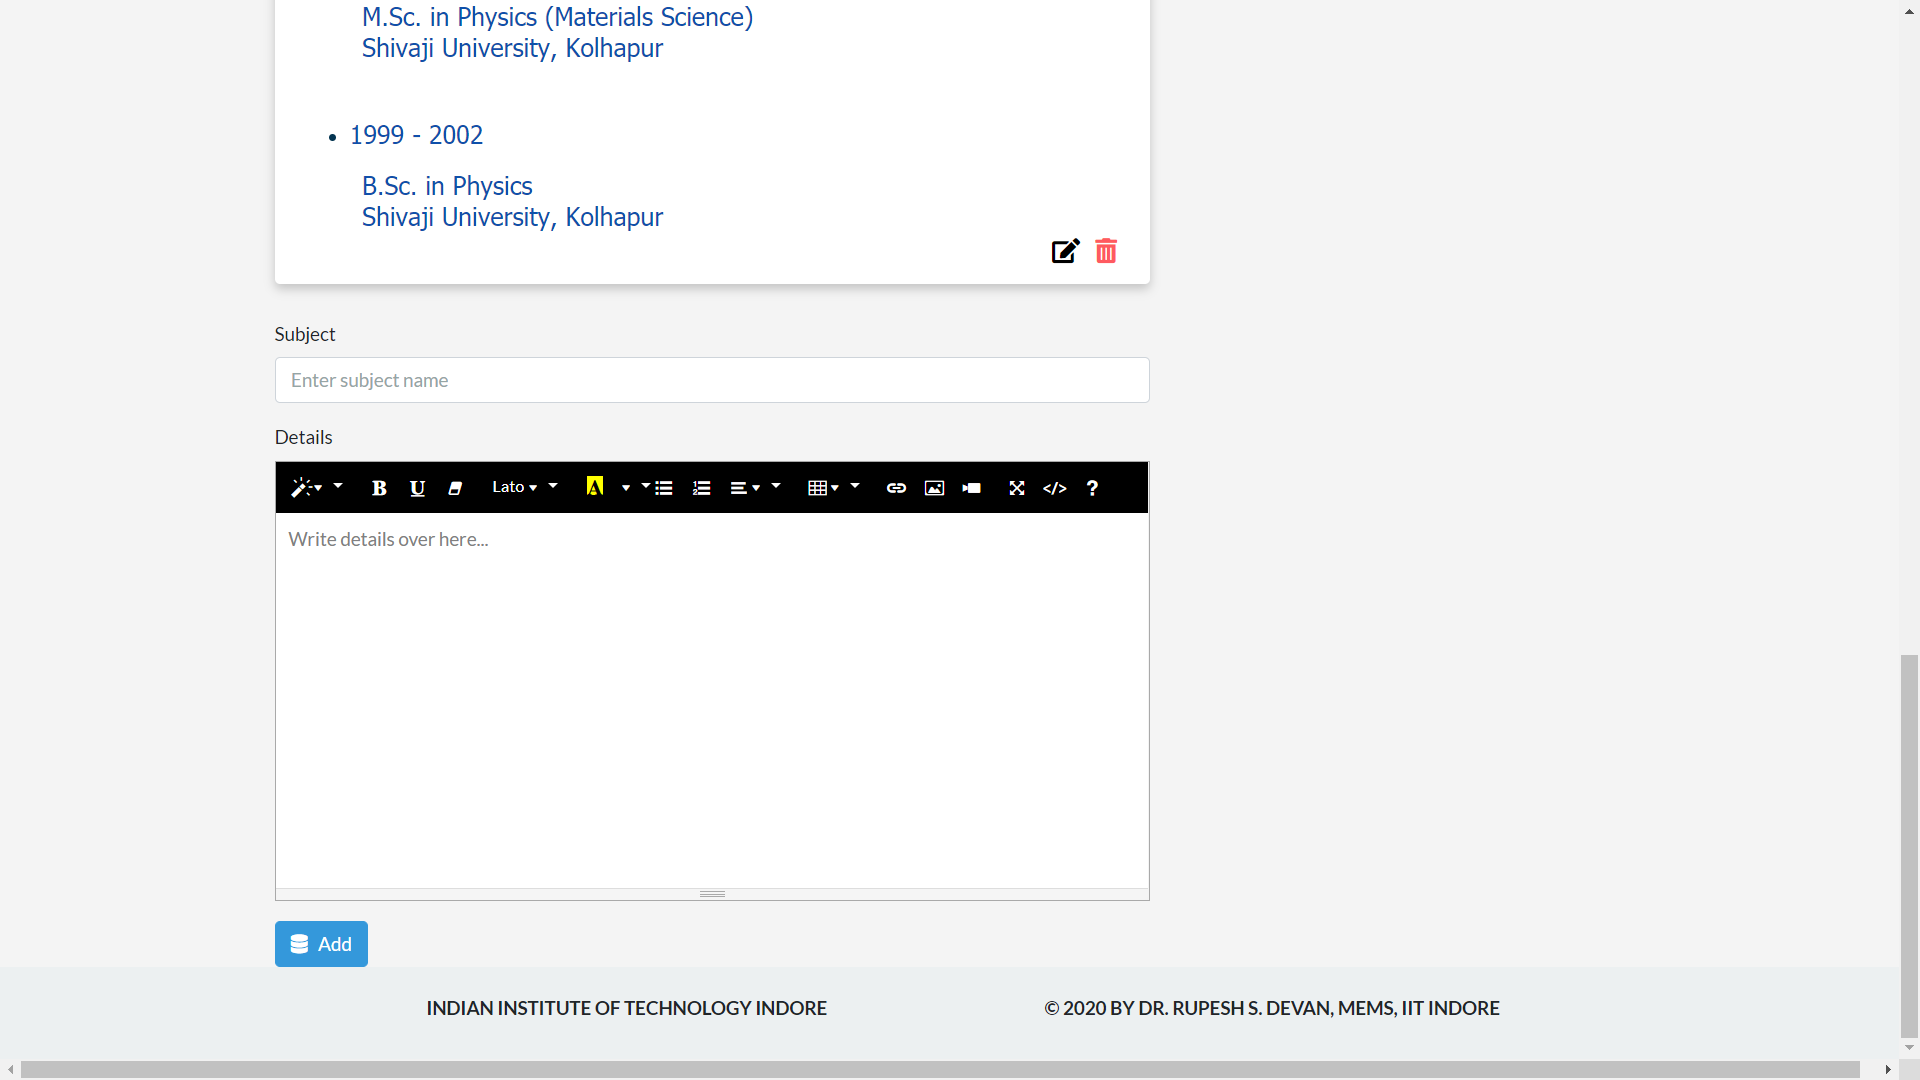 M.Sc. in Physics (Materials Science)
Shivaji University, Kolhapur
• 1999 - 2002
B.Sc. in Physics
Shivaji University, Kolhapur
Subject
Enter subject name
Details
B U Lato A </> ?
Write details over here...
Add
INDIAN INSTITUTE OF TECHNOLOGY INDORE
© 2020 BY DR. RUPESH S. DEVAN, MEMS, IIT INDORE